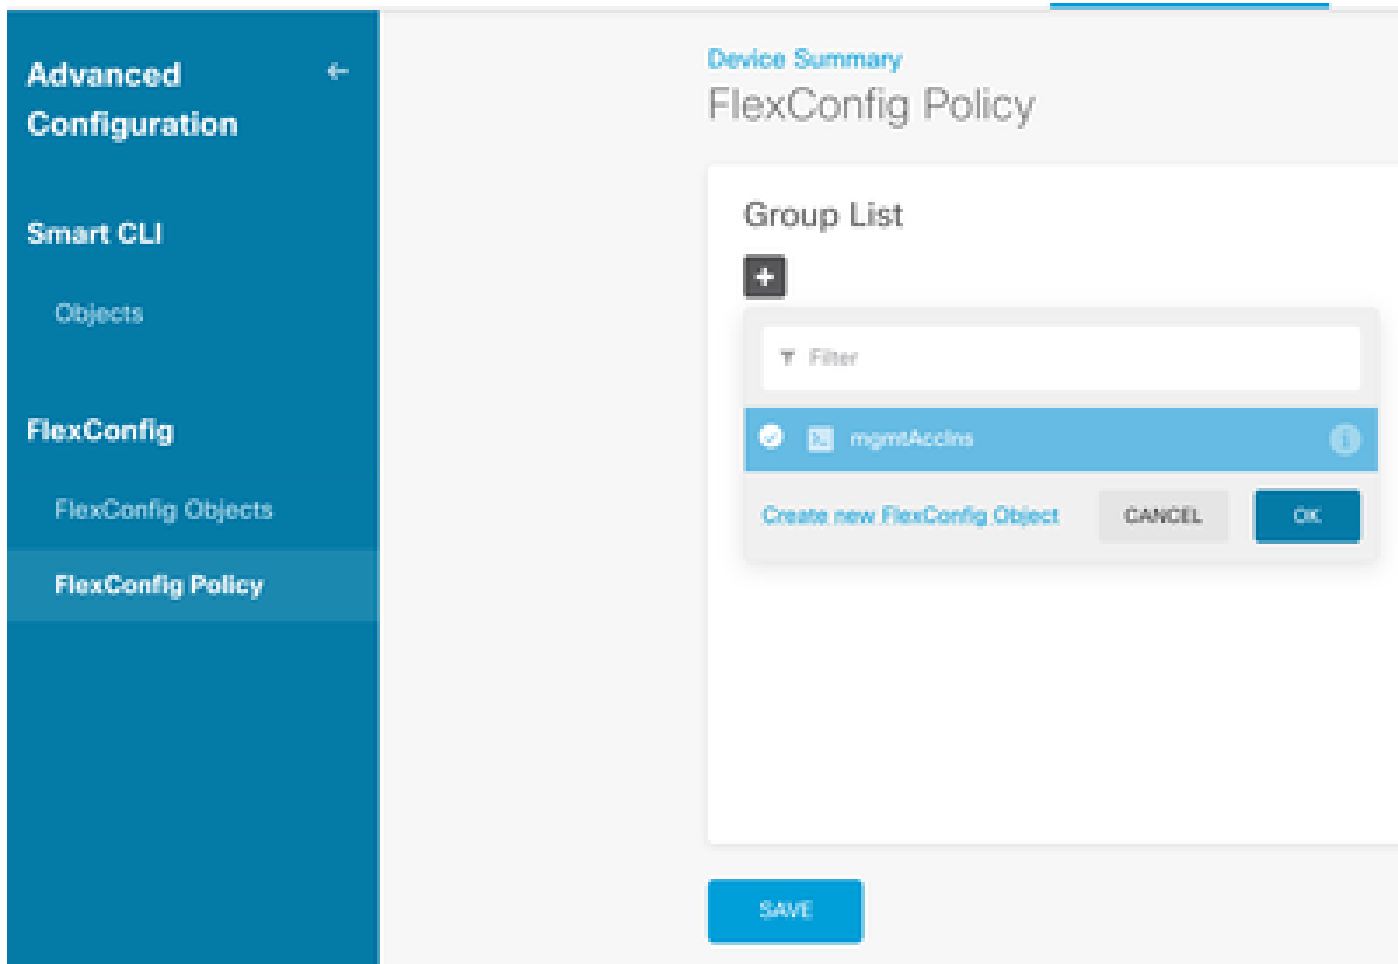 Advanced
Configuration
Smart CLI
Objects
FlexConfig
FlexConfig Objects
FlexConfig Policy
Device Summary
FlexConfig Policy
Group List
Filter
mgmtAccIns
Create new FlexConfig Object
CANCEL
OK
SAVE